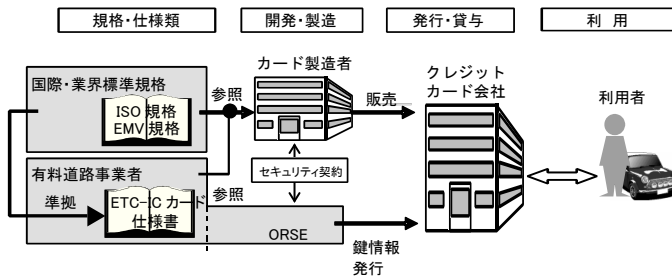 規格・仕様類
開発・製造
発行・貸与
利 用
国際・業界標準規格
ISO 規格
EMV 規格
参照
カード製造者
販売
クレジット
カード会社
利用者
有料道路事業者
準拠
ETC-IC カード
仕様書
参照
セキュリティ契約
ORSE
鍵情報
発行